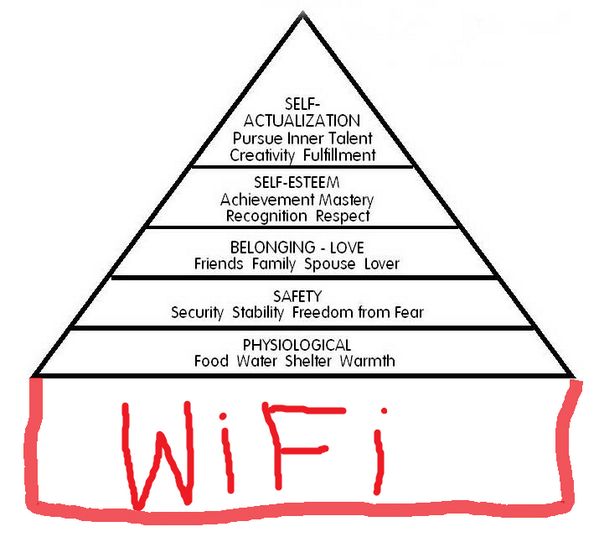 SELF-
ACTUALIZATION
Pursue Inner Talent
Creativity Fulfillment
SELF-ESTEEM
Achievement Mastery
Recognition Respect
BELONGING - LOVE
Friends Family Spouse Lover
SAFETY
Security Stability Freedom from Fear
PHYSIOLOGICAL
Food Water Shelter Warmth
WiFi